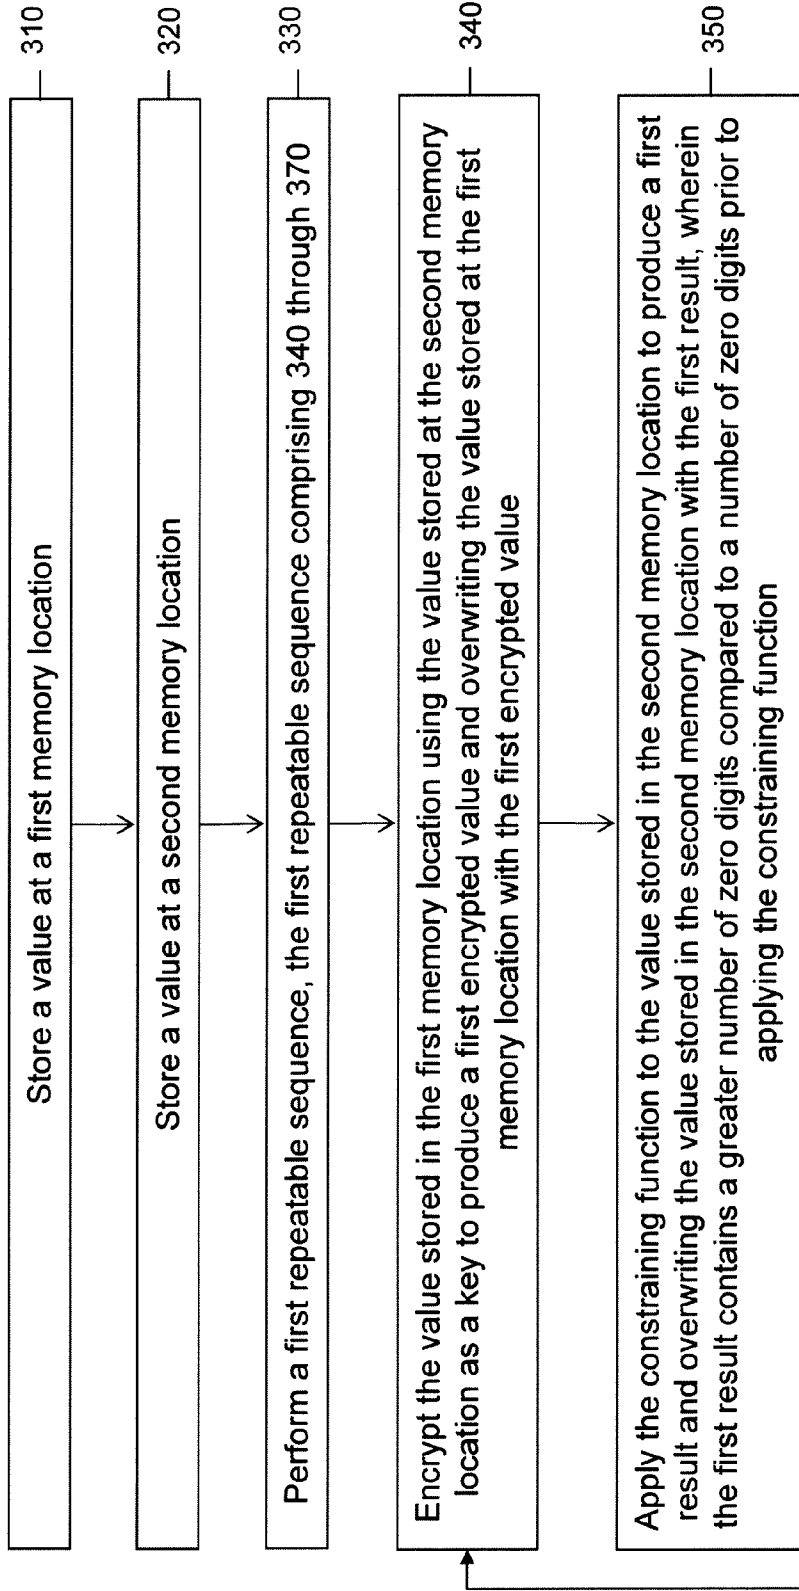 Store a value at a first memory location
310
Store a value at a second memory location
320
Perform a first repeatable sequence, the first repeatable sequence comprising 340 through 370
330
Encrypt the value stored in the first memory location using the value stored at the second memory
location as a key to produce a first encrypted value and overwriting the value stored at the first
memory location with the first encrypted value
340
Apply the constraining function to the value stored in the second memory location to produce a first
result and overwriting the value stored in the second memory location with the first result, wherein
the first result contains a greater number of zero digits compared to a number of zero digits prior to
applying the constraining function
350